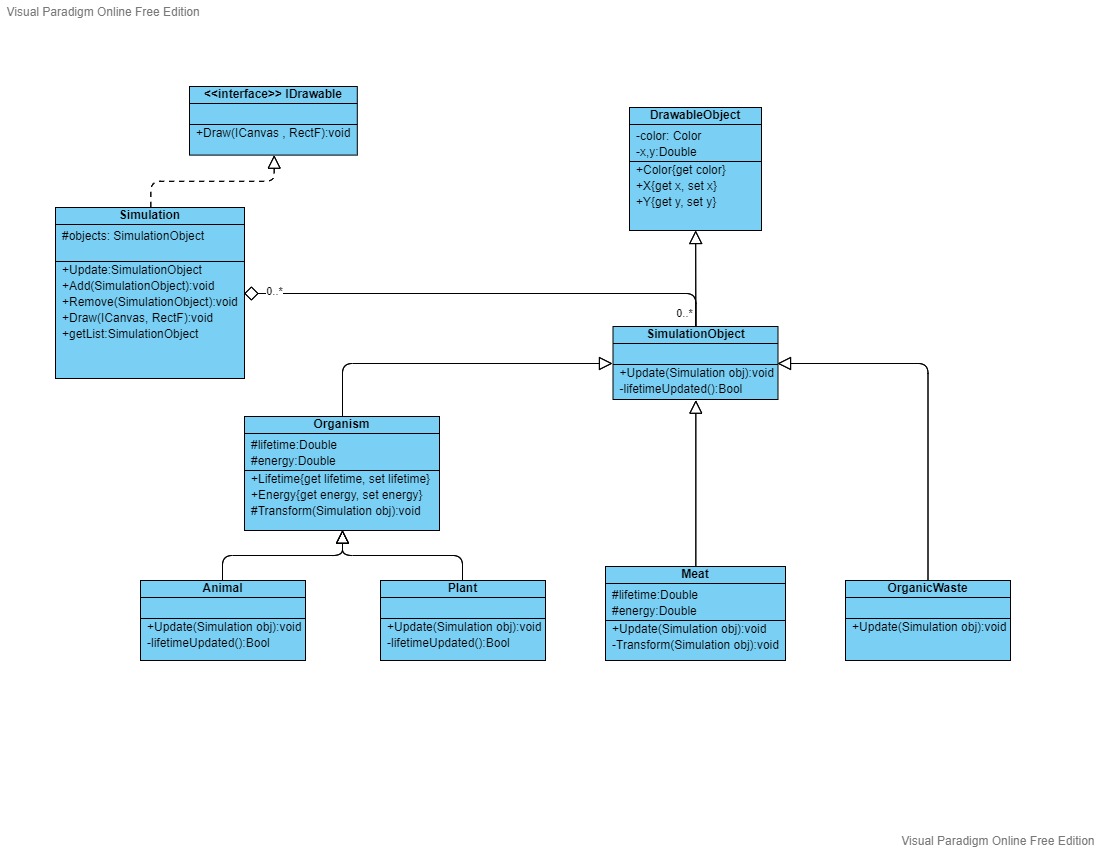 Visual Paradigm Online Free Edition
<<interface>> IDrawable
+Draw(ICanvas , RectF):void
DrawableObject
-color: Color
-x,y:Double
+Color{get color}
+X{get x, set x}
+Y{get y, set y}
Simulation
#objects: SimulationObject
+Update:SimulationObject
+Add(SimulationObject):void
+Remove(SimulationObject):void
+Draw(ICanvas, RectF):void
+getList:SimulationObject
0..*
0..*
SimulationObject
+Update(Simulation obj):void
-lifetimeUpdated():Bool
Organism
#lifetime:Double
#energy:Double
+Lifetime{get lifetime, set lifetime}
+Energy{get energy, set energy}
#Transform(Simulation obj):void
Animal
+Update(Simulation obj):void
-lifetimeUpdated():Bool
Plant
+Update(Simulation obj):void
-lifetimeUpdated():Bool
Meat
#lifetime:Double
#energy:Double
+Update(Simulation obj):void
-Transform(Simulation obj):void
OrganicWaste
+Update(Simulation obj):void
Visual Paradigm Online Free Edition